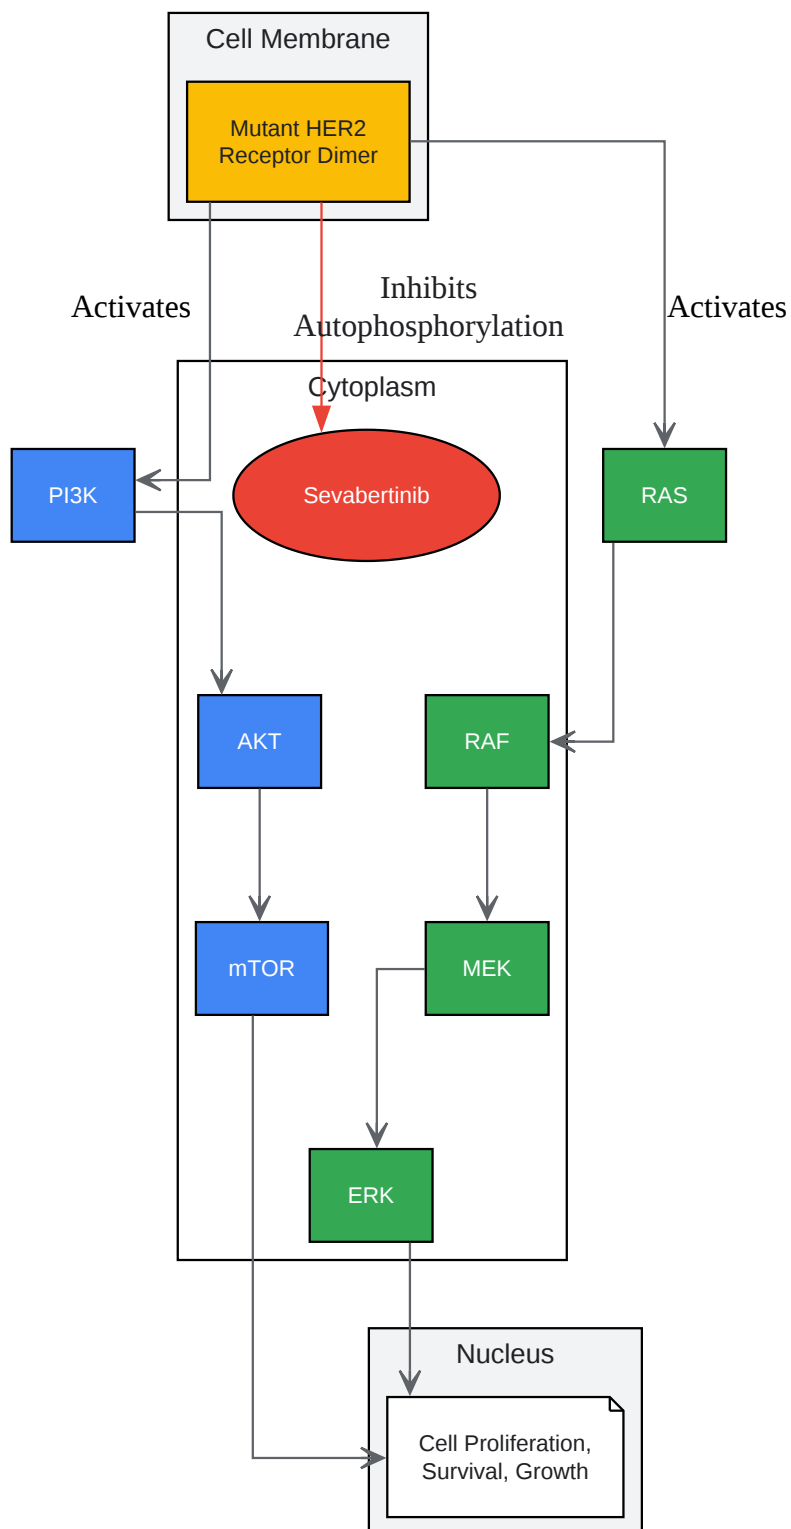 Cell Membrane
Mutant HER2
Receptor Dimer
Activates
Inhibits
Autophosphorylation
Activates
Cytoplasm
PI3K
Sevabertinib
RAS
AKT
RAF
mTOR
MEK
ERK
Nucleus
Cell Proliferation,
Survival, Growth